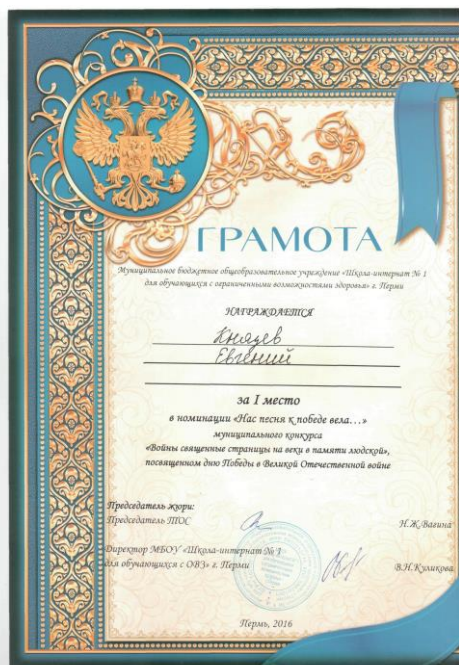 ГРАМОТА
Муниципальное бюджетное общеобразовательное учреждение «Школа-интернат № 1
для обучающихся с ограниченными возможностями здоровья» г. Перми
НАГРАЖДАЕТСЯ
Князев
Евгений
за I место
в номинации «Нас песня к победе вела…»
муниципального конкурса
«Войны священные страницы на веки в памяти людской»,
посвященном дню Победы в Великой Отечественной войне
Председатель жюри:
Председатель ТОС Н.Ж.Вагина
Директор МБОУ «Школа-интернат № 1
для обучающихся с ОВЗ» г. Перми В.Н.Куликова
Пермь, 2016